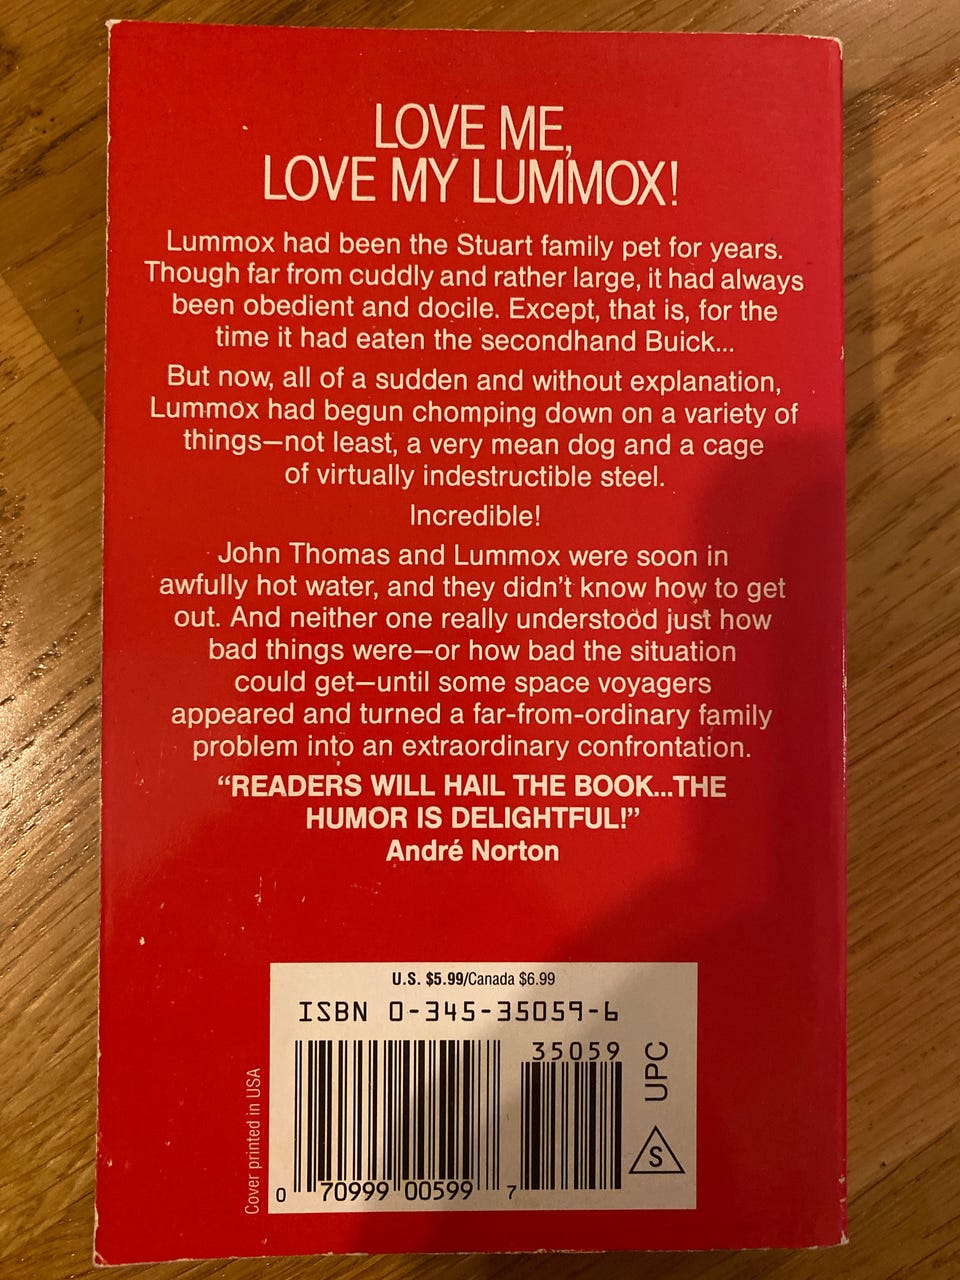 LOVE ME,
LOVE MY LUMMOX!
Lummox had been the Stuart family pet for years.
Though far from cuddly and rather large, it had always
been obedient and docile. Except, that is, for the
time it had eaten the secondhand Buick...
But now, all of a sudden and without explanation,
Lummox had begun chomping down on a variety of
things—not least, a very mean dog and a cage
of virtually indestructible steel.
Incredible!
John Thomas and Lummox were soon in
awfully hot water, and they didn't know how to get
out. And neither one really understood just how
bad things were—or how bad the situation
could get—until some space voyagers
appeared and turned a far-from-ordinary family
problem into an extraordinary confrontation.
“READERS WILL HAIL THE BOOK...THE
HUMOR IS DELIGHTFUL!”
André Norton
U.S. $5.99/Canada $6.99
ISBN 0-345-35059-6
35059
UPC
S
0 70999 00599 7
Cover printed in USA